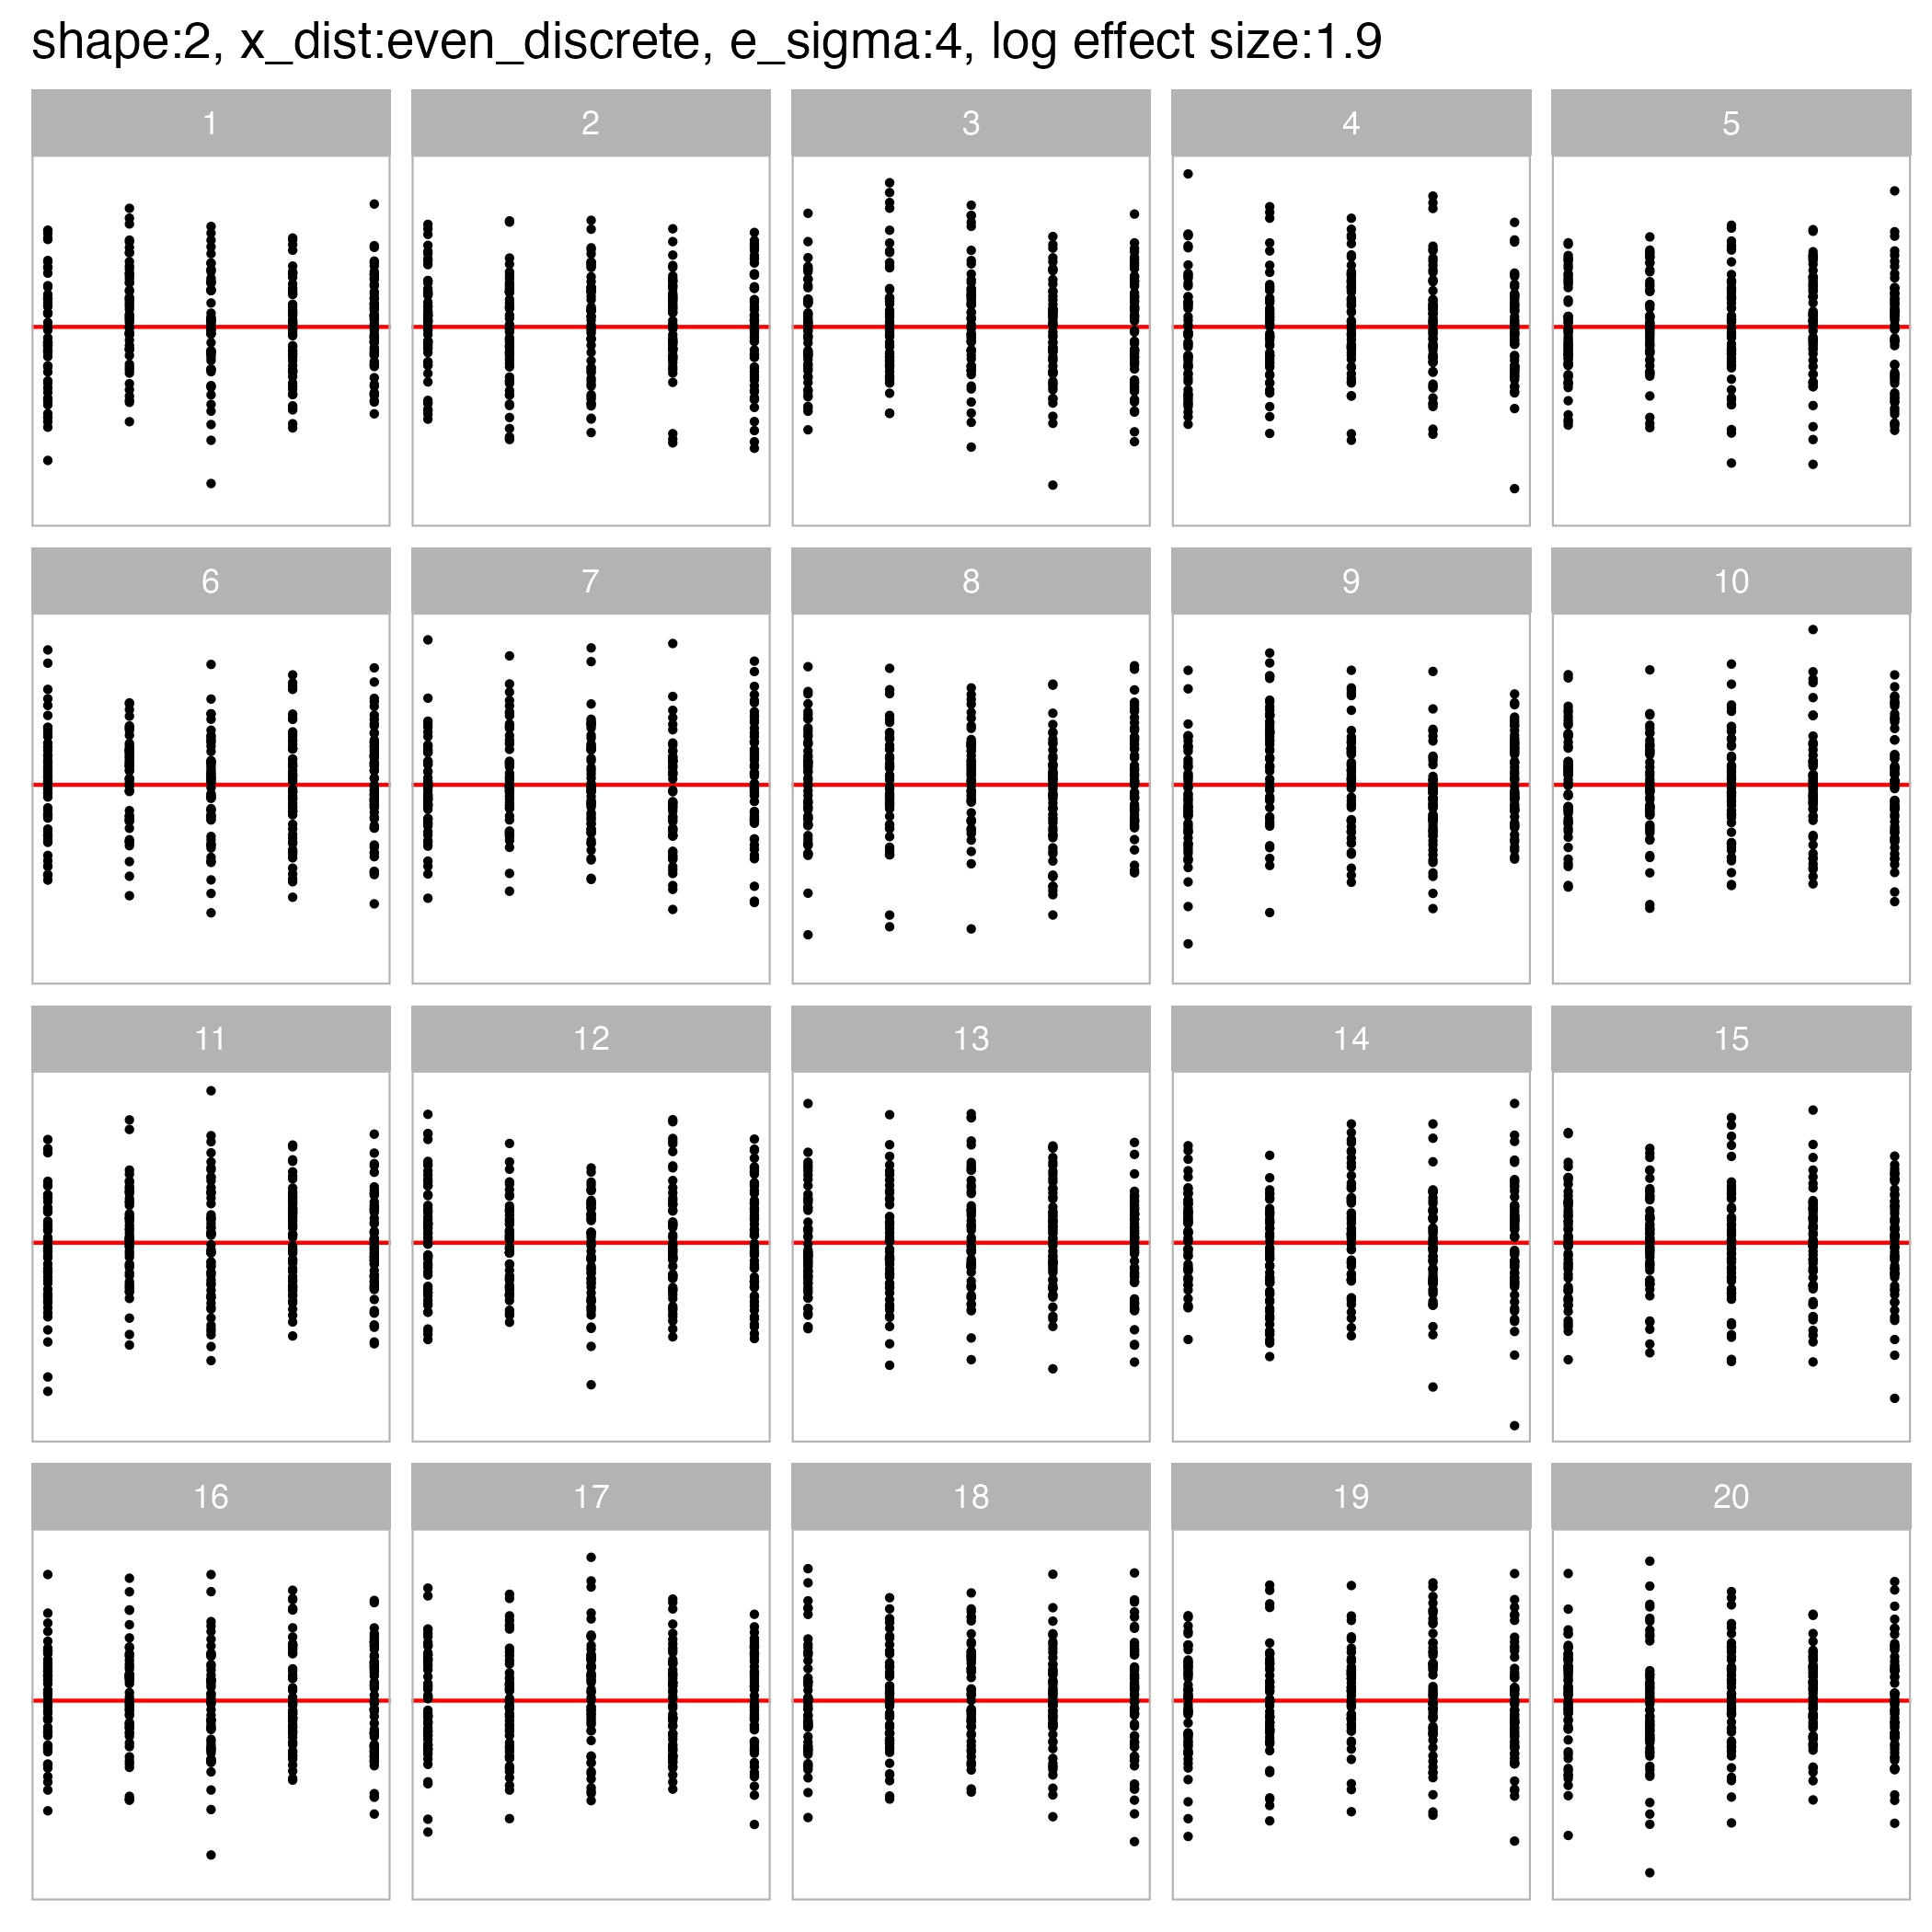 shape:2, x_dist:even_discrete, e_sigma:4, log effect size:1.9
1 2 3 4 5
6 7 8 9 10
11 12 13 14 15
16 17 18 19 20